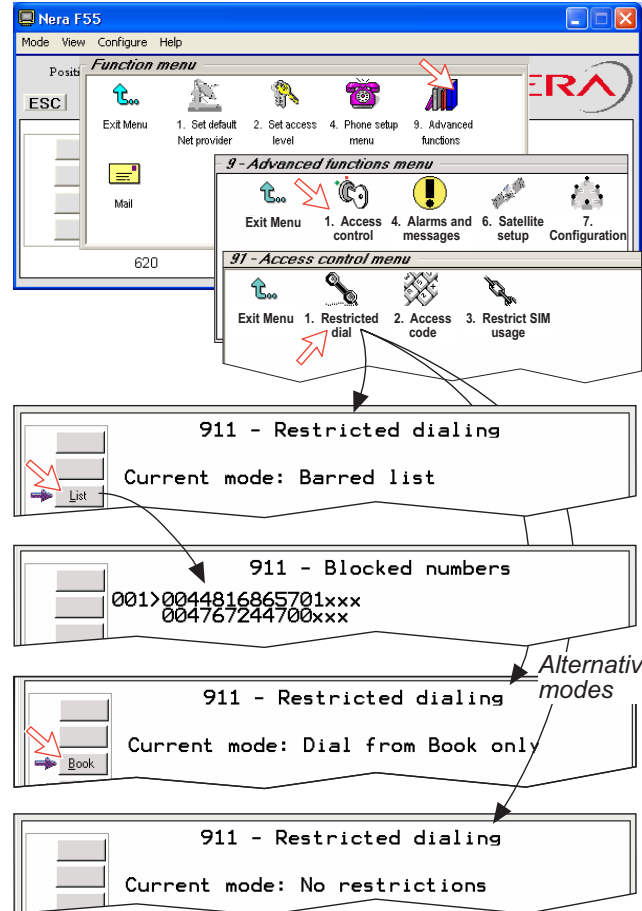 Nera F55
Mode View Configure Help
Positi
ESC
Function menu
ERA
Exit Menu
1. Set default Net provider
2. Set access level
4. Phone setup menu
9. Advanced functions
Mail
620
9 - Advanced functions menu
Exit Menu
1. Access control
4. Alarms and messages
6. Satellite setup
7. Configuration
91 - Access control menu
Exit Menu
1. Restricted dial
2. Access code
3. Restrict SIM usage
911 - Restricted dialing
Current mode: Barred list
List
911 - Blocked numbers
001>0044816865701xxx
004767244700xxx
Alternativ
modes
911 - Restricted dialing
Current mode: Dial from Book only
Book
911 - Restricted dialing
Current mode: No restrictions